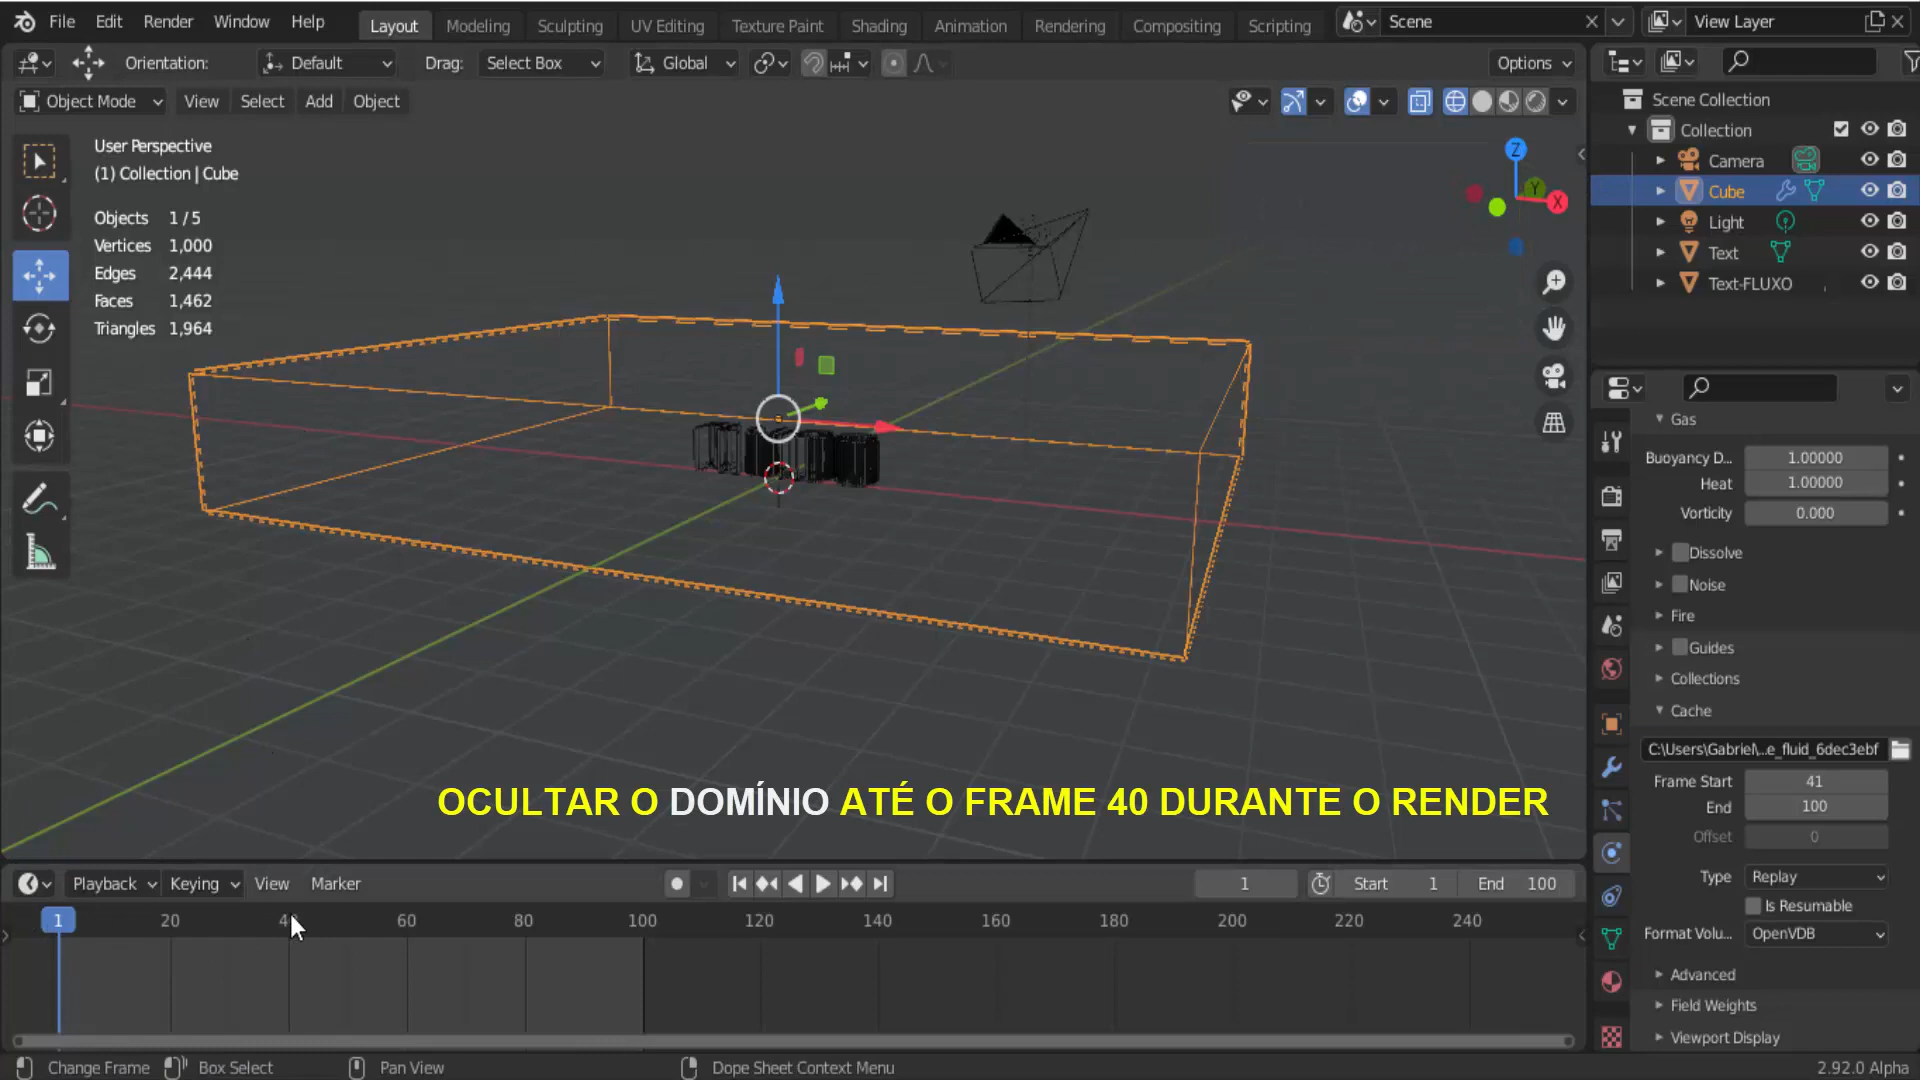 File Edit Render Window Help
Layout Modeling Sculpting UV Editing Texture Paint Shading Animation Rendering Compositing Scripting
Scene
View Layer
Orientation: Default Drag: Select Box Global Options
Object Mode View Select Add Object
User Perspective
(1) Collection | Cube
Objects 1 / 5
Vertices 1,000
Edges 2,444
Faces 1,462
Triangles 1,964
Z
Y
X
Scene Collection
Collection
Camera
Cube
Light
Text
Text-FLUXO
Gas
Buoyancy D... 1.00000
Heat 1.00000
Vorticity 0.000
Dissolve
Noise
Fire
Guides
Collections
Cache
C:\Users\Gabriel\...e_fluid_6dec3ebf
Frame Start 41
End 100
Offset 0
Type Replay
Is Resumable
Format Volu... OpenVDB
Advanced
Field Weights
Viewport Display
OCULTAR O DOMÍNIO ATÉ O FRAME 40 DURANTE O RENDER
Playback Keying View Marker
1 Start 1 End 100
1 20 40 60 80 100 120 140 160 180 200 220 240
Change Frame Box Select Pan View Dope Sheet Context Menu
2.92.0 Alpha